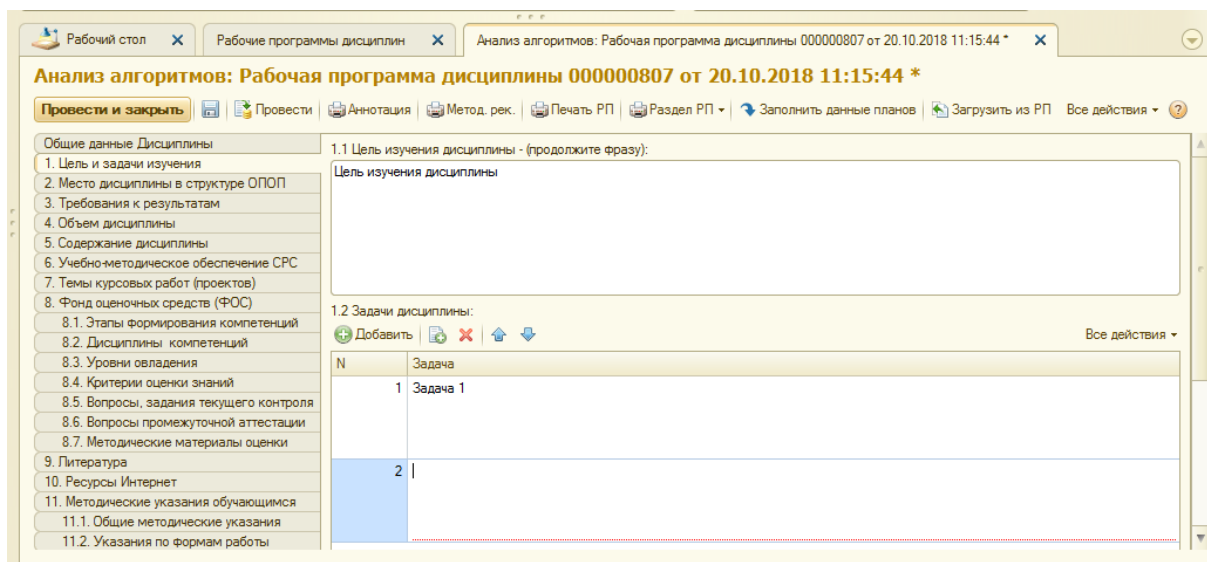 Рабочий стол Рабочие программы дисциплин Анализ алгоритмов: Рабочая программа дисциплины 000000807 от 20.10.2018 11:15:44 *
Анализ алгоритмов: Рабочая программа дисциплины 000000807 от 20.10.2018 11:15:44 *
Провести и закрыть Провести Аннотация Метод. рек. Печать РП Раздел РП Заполнить данные планов Загрузить из РП Все действия ?
Общие данные Дисциплины
1. Цель и задачи изучения
2. Место дисциплины в структуре ОПОП
3. Требования к результатам
4. Объем дисциплины
5. Содержание дисциплины
6. Учебно-методическое обеспечение СРС
7. Темы курсовых работ (проектов)
8. Фонд оценочных средств (ФОС)
8.1. Этапы формирования компетенций
8.2. Дисциплины компетенций
8.3. Уровни овладения
8.4. Критерии оценки знаний
8.5. Вопросы, задания текущего контроля
8.6. Вопросы промежуточной аттестации
8.7. Методические материалы оценки
9. Литература
10. Ресурсы Интернет
11. Методические указания обучающимся
11.1. Общие методические указания
11.2. Указания по формам работы
1.1 Цель изучения дисциплины - (продолжите фразу):
Цель изучения дисциплины
1.2 Задачи дисциплины:
Добавить Все действия
N Задача
1 Задача 1
2